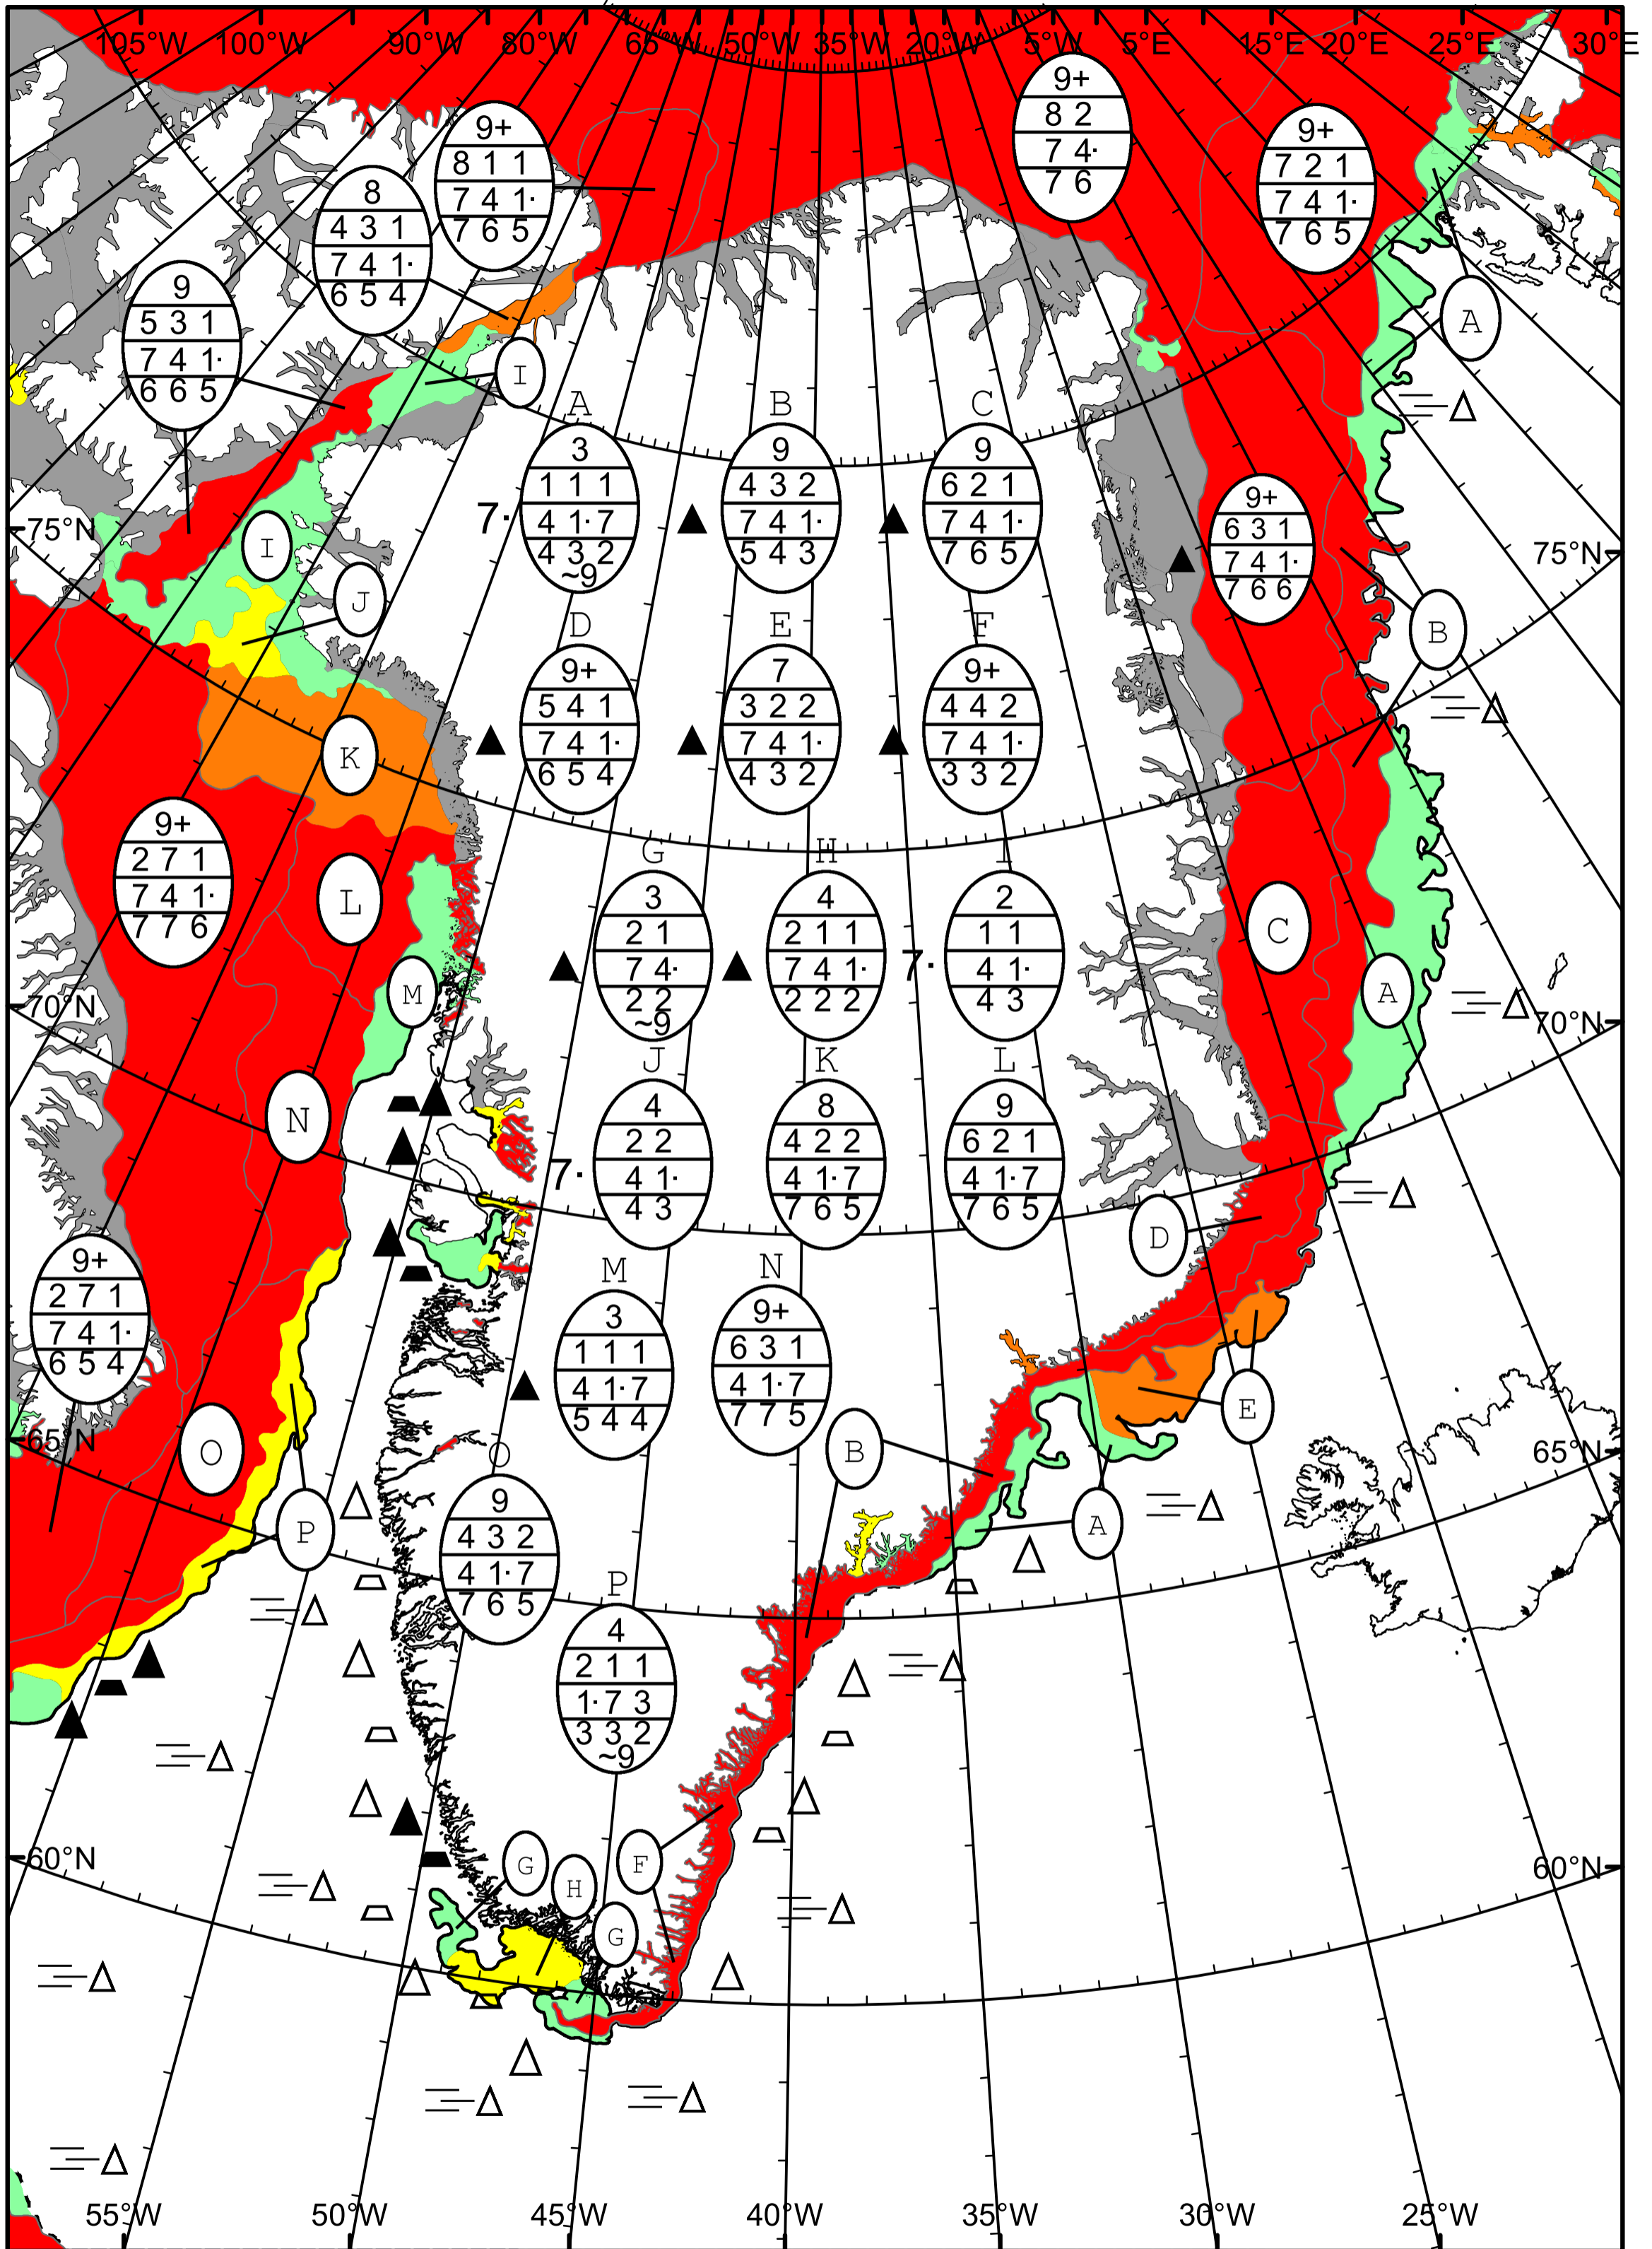 105°W 100°W 90°W 80°W 65°W 50°W 35°W 20°W 5°W 5°E 15°E 20°E 25°E 30°E
9+
8 2
7 4·
7 6
9+
8 1 1
7 4 1·
7 6 5
9+
7 2 1
7 4 1·
7 6 5
8
4 3 1
7 4 1·
6 5 4
9
5 3 1
7 4 1·
6 6 5
A
I
A
3
1 1 1
7· 4 1·7
4 3 2
~9
B
9
4 3 2
7 4 1·
5 4 3
C
9
6 2 1
7 4 1·
7 6 5
9+
6 3 1
7 4 1·
7 6 6
75°N
75°N
I
J
B
D
9+
5 4 1
7 4 1·
6 5 4
E
7
3 2 2
7 4 1·
4 3 2
F
9+
4 4 2
7 4 1·
3 3 2
K
9+
2 7 1
7 4 1·
7 7 6
L
C
G
3
2 1
7 4·
2 2
~9
H
4
2 1 1
7 4 1·
2 2 2
I
2
1 1
7· 4 1·
4 3
M
A
70°N
70°N
N
J
4
2 2
7· 4 1·
4 3
K
8
4 2 2
4 1·7
7 6 5
L
9
6 2 1
4 1·7
7 6 5
D
9+
2 7 1
7 4 1·
6 5 4
M
3
1 1 1
4 1·7
5 4 4
N
9+
6 3 1
4 1·7
7 7 5
E
B
65°N
65°N
O
O
9
4 3 2
4 1·7
7 6 5
P
A
P
4
2 1 1
1·7 3
3 3 2
~9
60°N
60°N
G
H
F
G
55°W 50°W 45°W 40°W 35°W 30°W 25°W